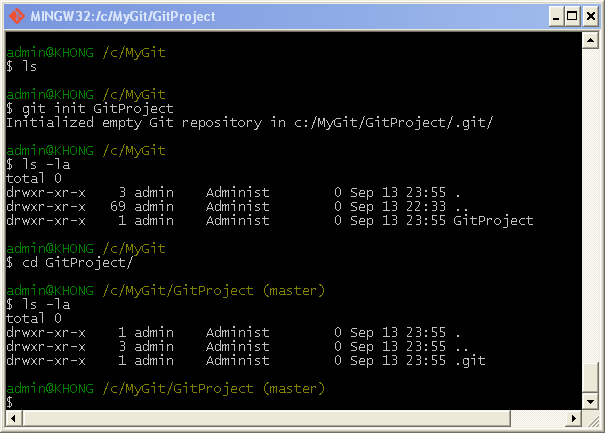 MINGW32:/c/MyGit/GitProject
admin@KHONG /c/MyGit
$ ls
admin@KHONG /c/MyGit
$ git init GitProject
Initialized empty Git repository in c:/MyGit/GitProject/.git/
admin@KHONG /c/MyGit
$ ls -la
total 0
drwxr-xr-x    3 admin    Administ        0 Sep 13 23:55 .
drwxr-xr-x   69 admin    Administ        0 Sep 13 22:33 ..
drwxr-xr-x    1 admin    Administ        0 Sep 13 23:55 GitProject
admin@KHONG /c/MyGit
$ cd GitProject/
admin@KHONG /c/MyGit/GitProject (master)
$ ls -la
total 0
drwxr-xr-x    1 admin    Administ        0 Sep 13 23:55 .
drwxr-xr-x    3 admin    Administ        0 Sep 13 23:55 ..
drwxr-xr-x    1 admin    Administ        0 Sep 13 23:55 .git
admin@KHONG /c/MyGit/GitProject (master)
$